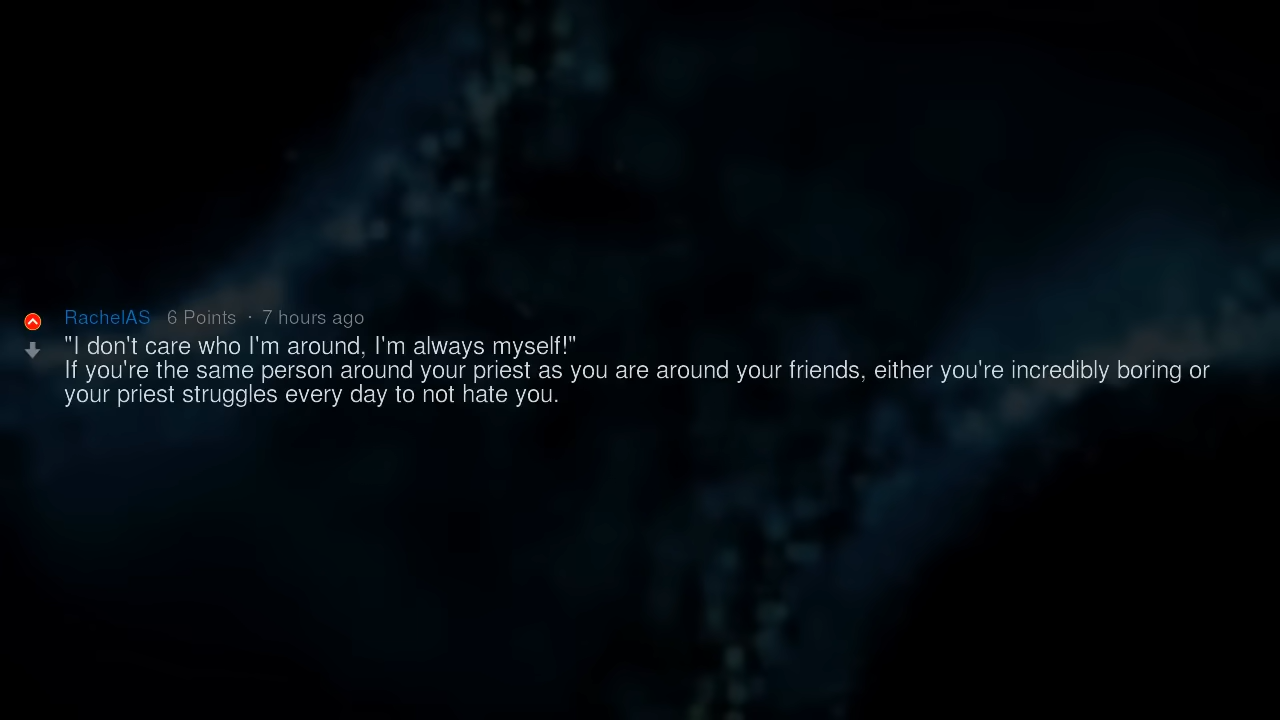 RachelAS 6 Points · 7 hours ago
"I don't care who I'm around, I'm always myself!"
If you're the same person around your priest as you are around your friends, either you're incredibly boring or
your priest struggles every day to not hate you.